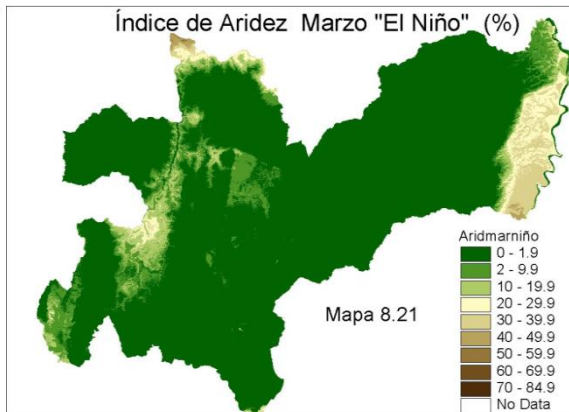 Índice de Aridez Marzo "El Niño" (%)
Aridmarniño
0 - 1.9
2 - 9.9
10 - 19.9
20 - 29.9
30 - 39.9
40 - 49.9
50 - 59.9
60 - 69.9
70 - 84.9
No Data
Mapa 8.21